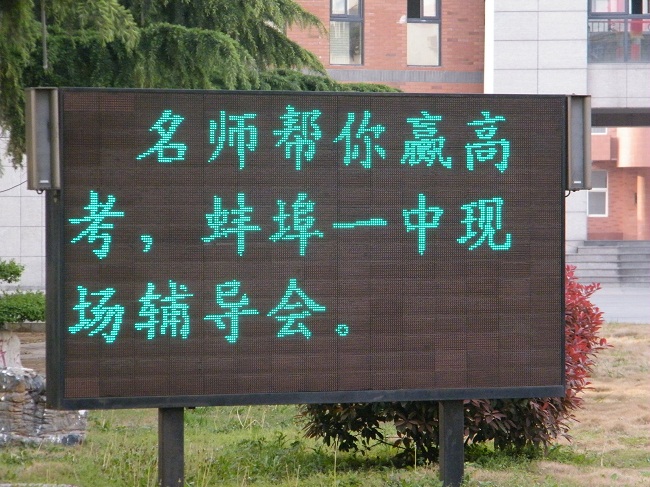 名师帮你赢高
考，蚌埠一中现
场辅导会。